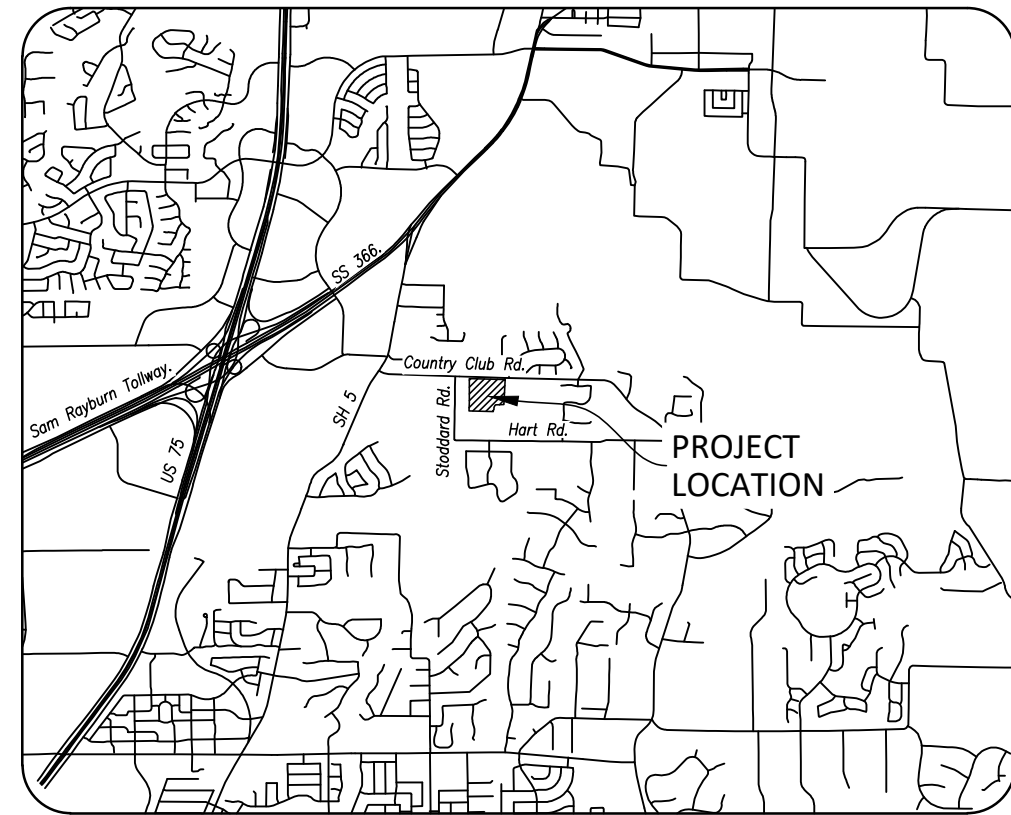 SS 366.
Country Club Rd.
Sam Rayburn Tollway.
SH 5
Stoddard Rd.
Hart Rd.
US 75
PROJECT
LOCATION